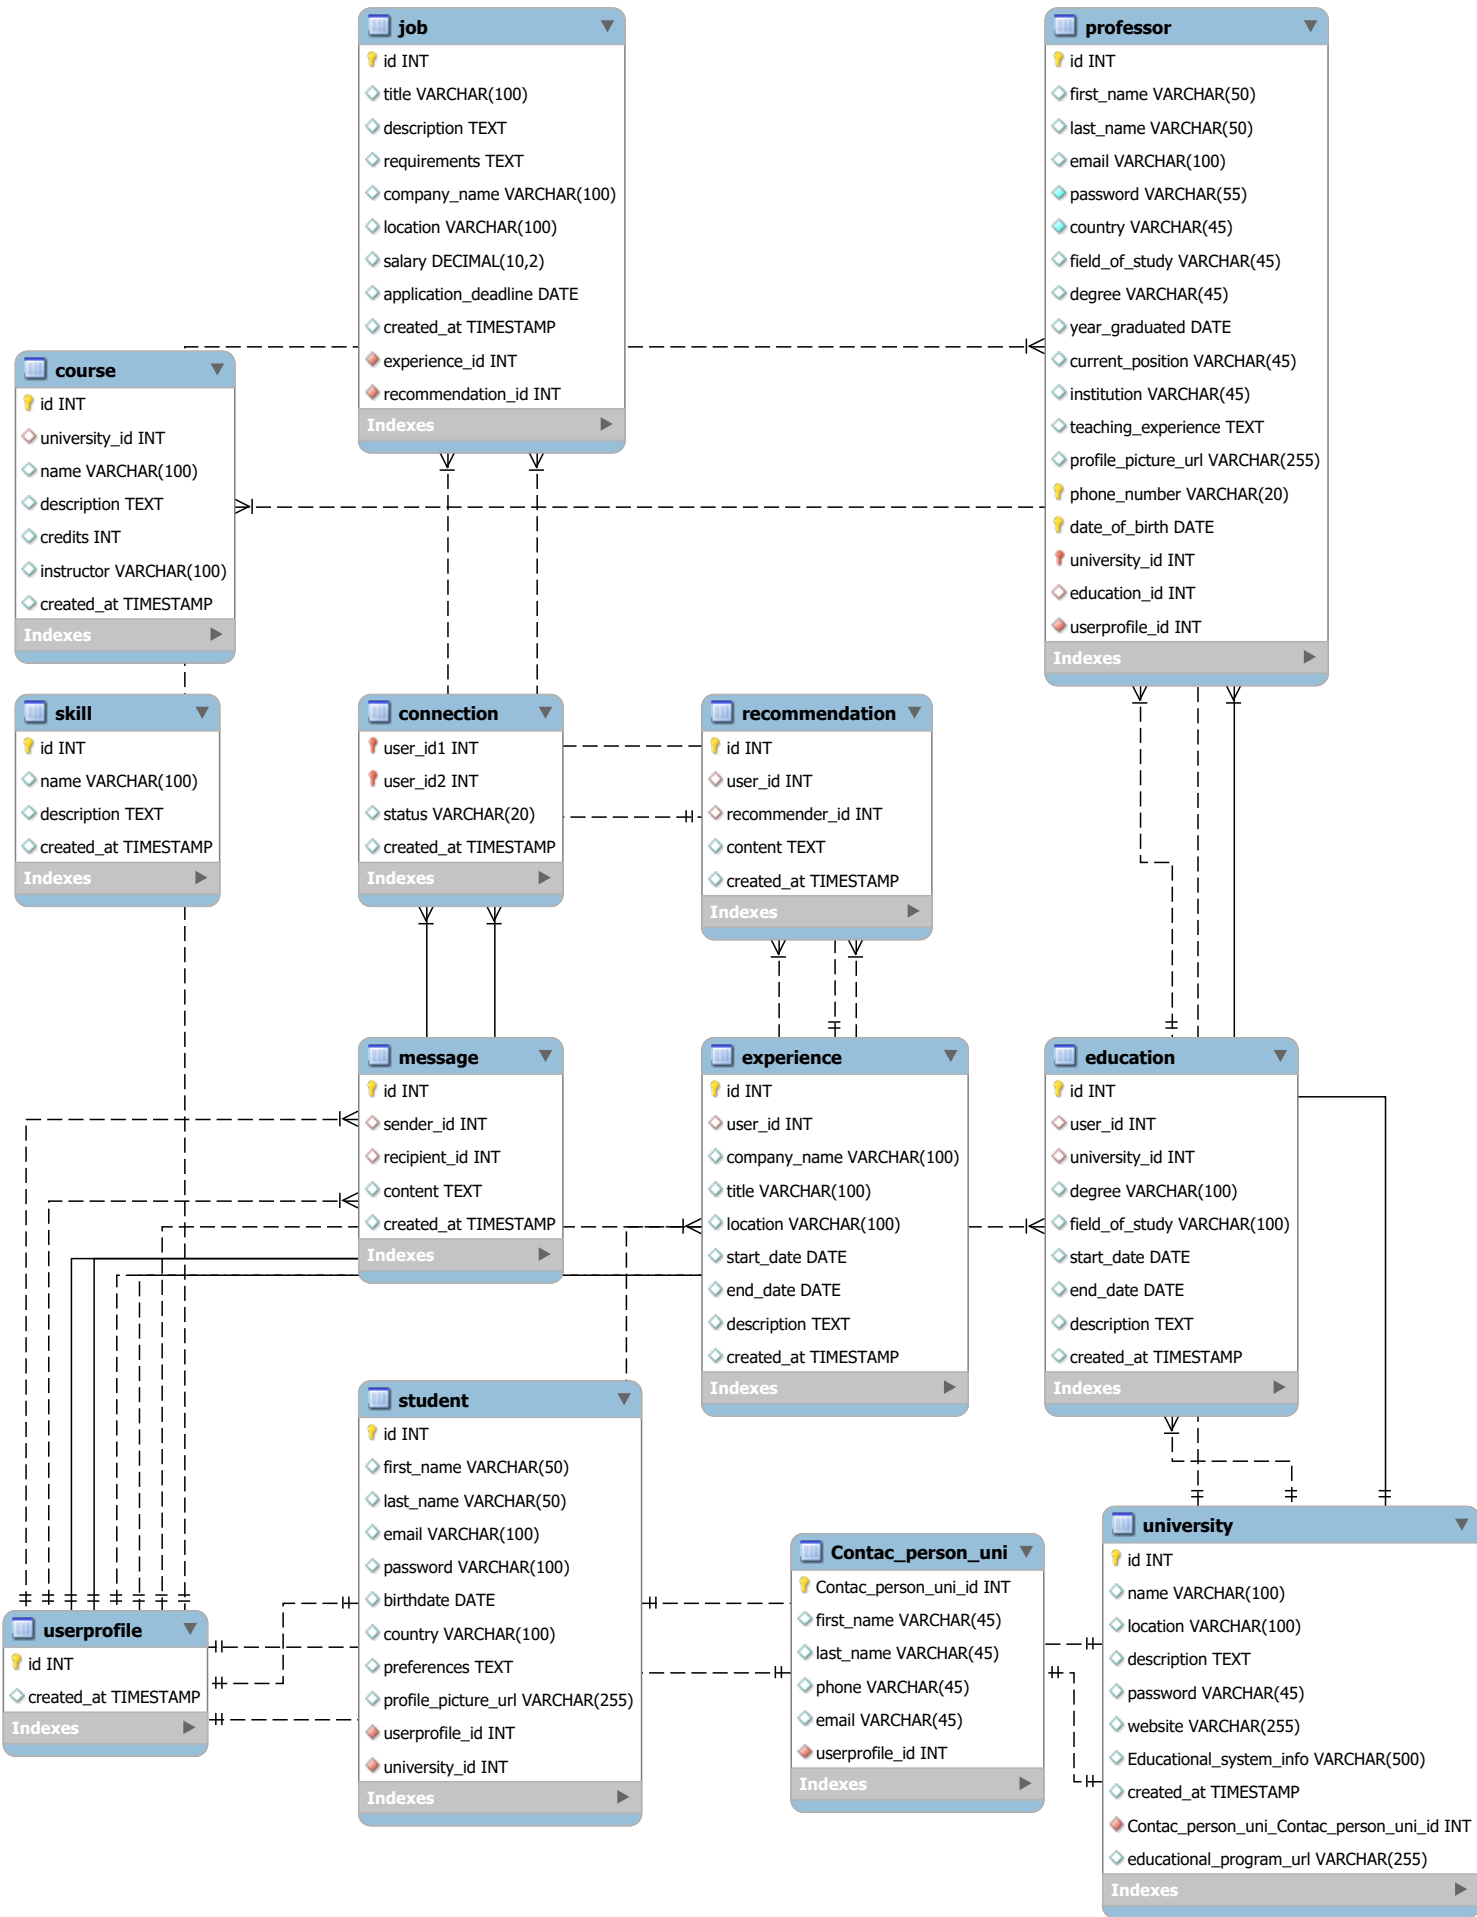 job
id INT
title VARCHAR(100)
description TEXT
requirements TEXT
company_name VARCHAR(100)
location VARCHAR(100)
salary DECIMAL(10,2)
application_deadline DATE
created_at TIMESTAMP
experience_id INT
recommendation_id INT
Indexes
professor
id INT
first_name VARCHAR(50)
last_name VARCHAR(50)
email VARCHAR(100)
password VARCHAR(55)
country VARCHAR(45)
field_of_study VARCHAR(45)
degree VARCHAR(45)
year_graduated DATE
current_position VARCHAR(45)
institution VARCHAR(45)
teaching_experience TEXT
profile_picture_url VARCHAR(255)
phone_number VARCHAR(20)
date_of_birth DATE
university_id INT
education_id INT
userprofile_id INT
Indexes
course
id INT
university_id INT
name VARCHAR(100)
description TEXT
credits INT
instructor VARCHAR(100)
created_at TIMESTAMP
Indexes
skill
id INT
name VARCHAR(100)
description TEXT
created_at TIMESTAMP
Indexes
connection
user_id1 INT
user_id2 INT
status VARCHAR(20)
created_at TIMESTAMP
Indexes
recommendation
id INT
user_id INT
recommender_id INT
content TEXT
created_at TIMESTAMP
Indexes
message
id INT
sender_id INT
recipient_id INT
content TEXT
created_at TIMESTAMP
Indexes
experience
id INT
user_id INT
company_name VARCHAR(100)
title VARCHAR(100)
location VARCHAR(100)
start_date DATE
end_date DATE
description TEXT
created_at TIMESTAMP
Indexes
education
id INT
user_id INT
university_id INT
degree VARCHAR(100)
field_of_study VARCHAR(100)
start_date DATE
end_date DATE
description TEXT
created_at TIMESTAMP
Indexes
student
id INT
first_name VARCHAR(50)
last_name VARCHAR(50)
email VARCHAR(100)
password VARCHAR(100)
birthdate DATE
country VARCHAR(100)
preferences TEXT
profile_picture_url VARCHAR(255)
userprofile_id INT
university_id INT
Indexes
userprofile
id INT
created_at TIMESTAMP
Indexes
Contac_person_uni
Contac_person_uni_id INT
first_name VARCHAR(45)
last_name VARCHAR(45)
phone VARCHAR(45)
email VARCHAR(45)
userprofile_id INT
Indexes
university
id INT
name VARCHAR(100)
location VARCHAR(100)
description TEXT
password VARCHAR(45)
website VARCHAR(255)
Educational_system_info VARCHAR(500)
created_at TIMESTAMP
Contac_person_uni_Contac_person_uni_id INT
educational_program_url VARCHAR(255)
Indexes